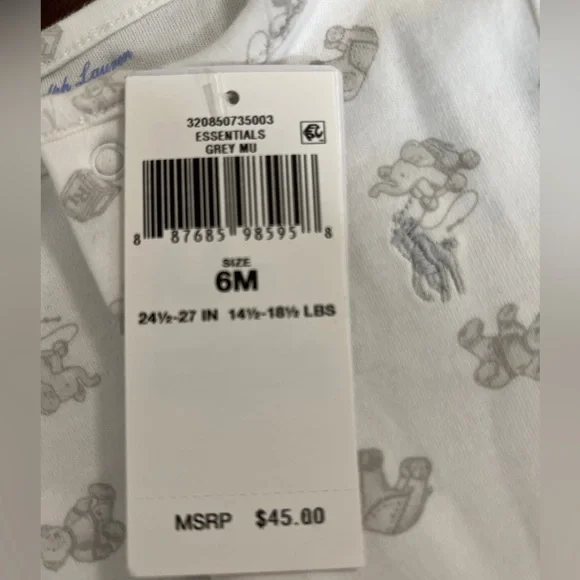 Lauren
320850735003
ESSENTIALS
GREY MU
8 87685 98595 8
SIZE
6M
24½-27 IN 14½-18½ LBS
MSRP $45.00